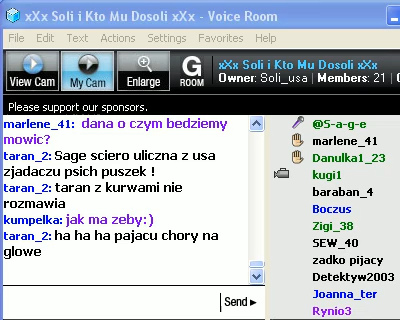 xXx Soli i Kto Mu Dosoli xXx - Voice Room
File Edit Text Actions Settings Favorites Help
View Cam
My Cam
Enlarge
G
ROOM
xXx Soli i Kto Mu Dosoli xXx
Owner: Soli_usa | Members: 21 |
Please support our sponsors.
marlene_41: dana o czym bedziemy
mowic?
taran_2: Sage sciero uliczna z usa
zjadaczu psich puszek !
taran_2: taran z kurwami nie
rozmawia
kumpelka: jak ma zeby:)
taran_2: ha ha ha pajacu chory na
glowe
Send
@S-a-g-e
marlene_41
Danulka1_23
kugi1
baraban_4
Boczus
Zigi_38
SEW_40
zadko pijacy
Detektyw2003
Joanna_ter
Rynio3